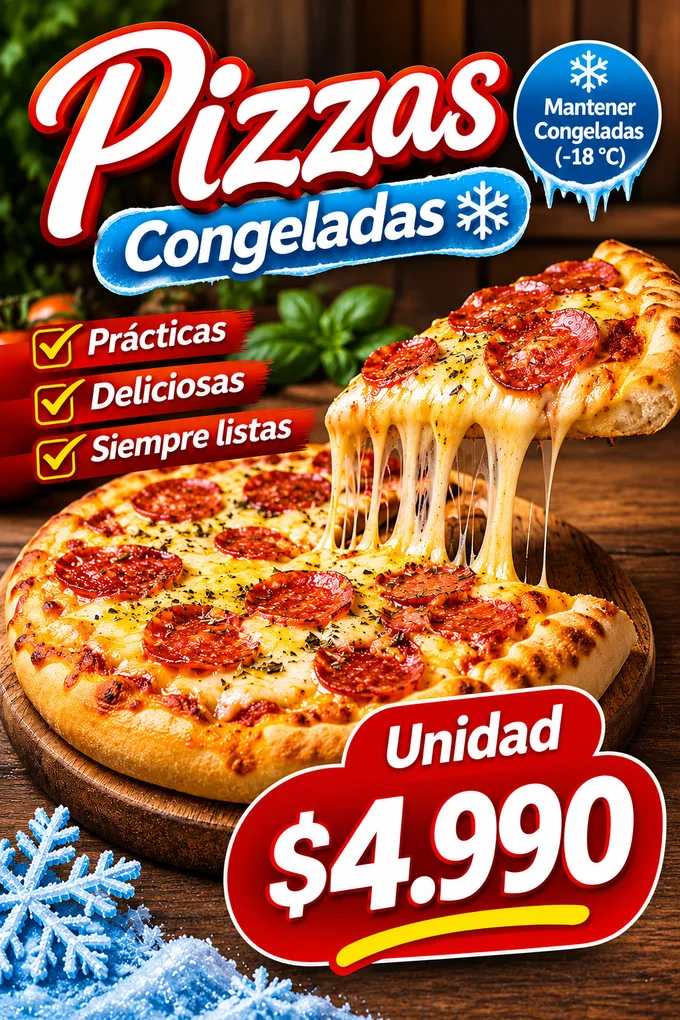 Pizzas
Congeladas
Mantener
Congeladas
(-18 °C)
Prácticas
Deliciosas
Siempre listas
Unidad
$4.990